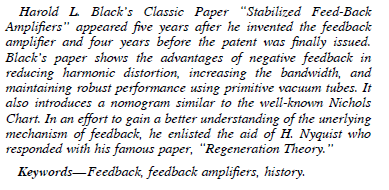 Harold L. Black's Classic Paper "Stabilized Feed-Back
Amplifiers" appeared five years after he invented the feedback
amplifier and four years before the patent was finally issued.
Black's paper shows the advantages of negative feedback in
reducing harmonic distortion, increasing the bandwidth, and
maintaining robust performance using primitive vacuum tubes. It
also introduces a nomogram similar to the well-known Nichols
Chart. In an effort to gain a better understanding of the unerlying
mechanism of feedback, he enlisted the aid of H. Nyquist who
responded with his famous paper, "Regeneration Theory."
Keywords—Feedback, feedback amplifiers, history.